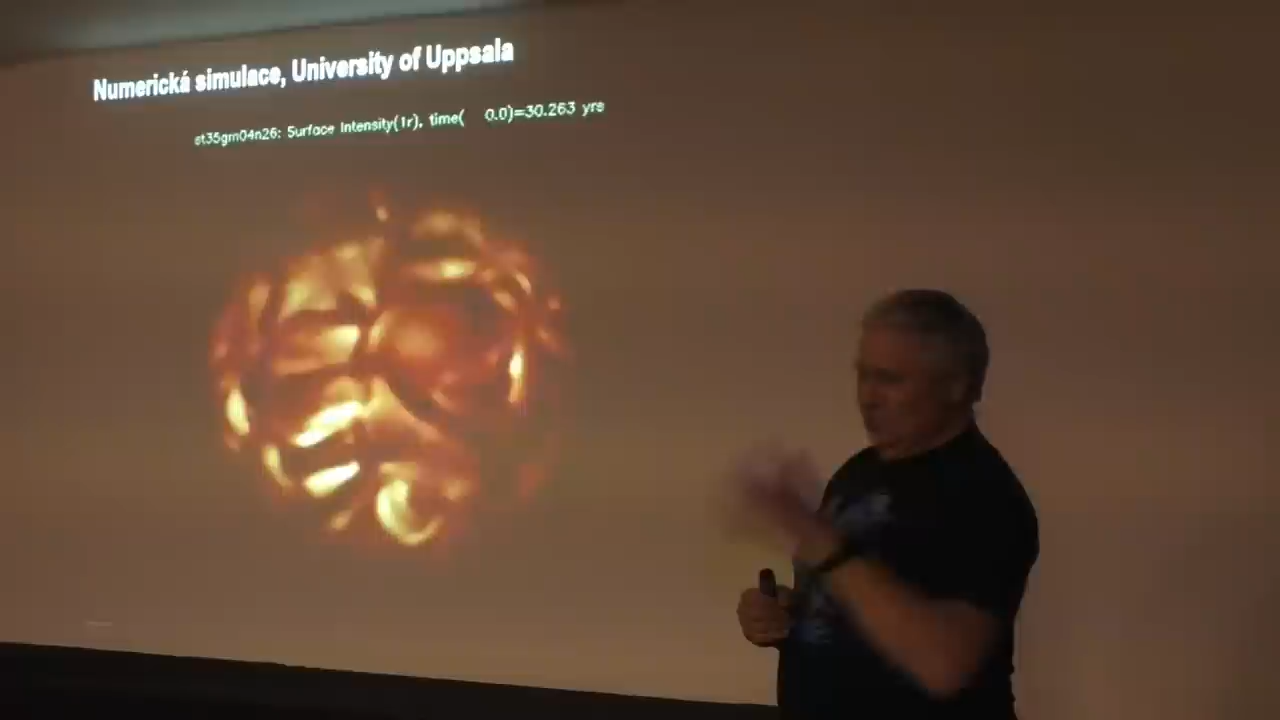 Numerická simulace, University of Uppsala
st35gm04n26: Surface Intensity(1r), time(   0.0)=30.263 yrs